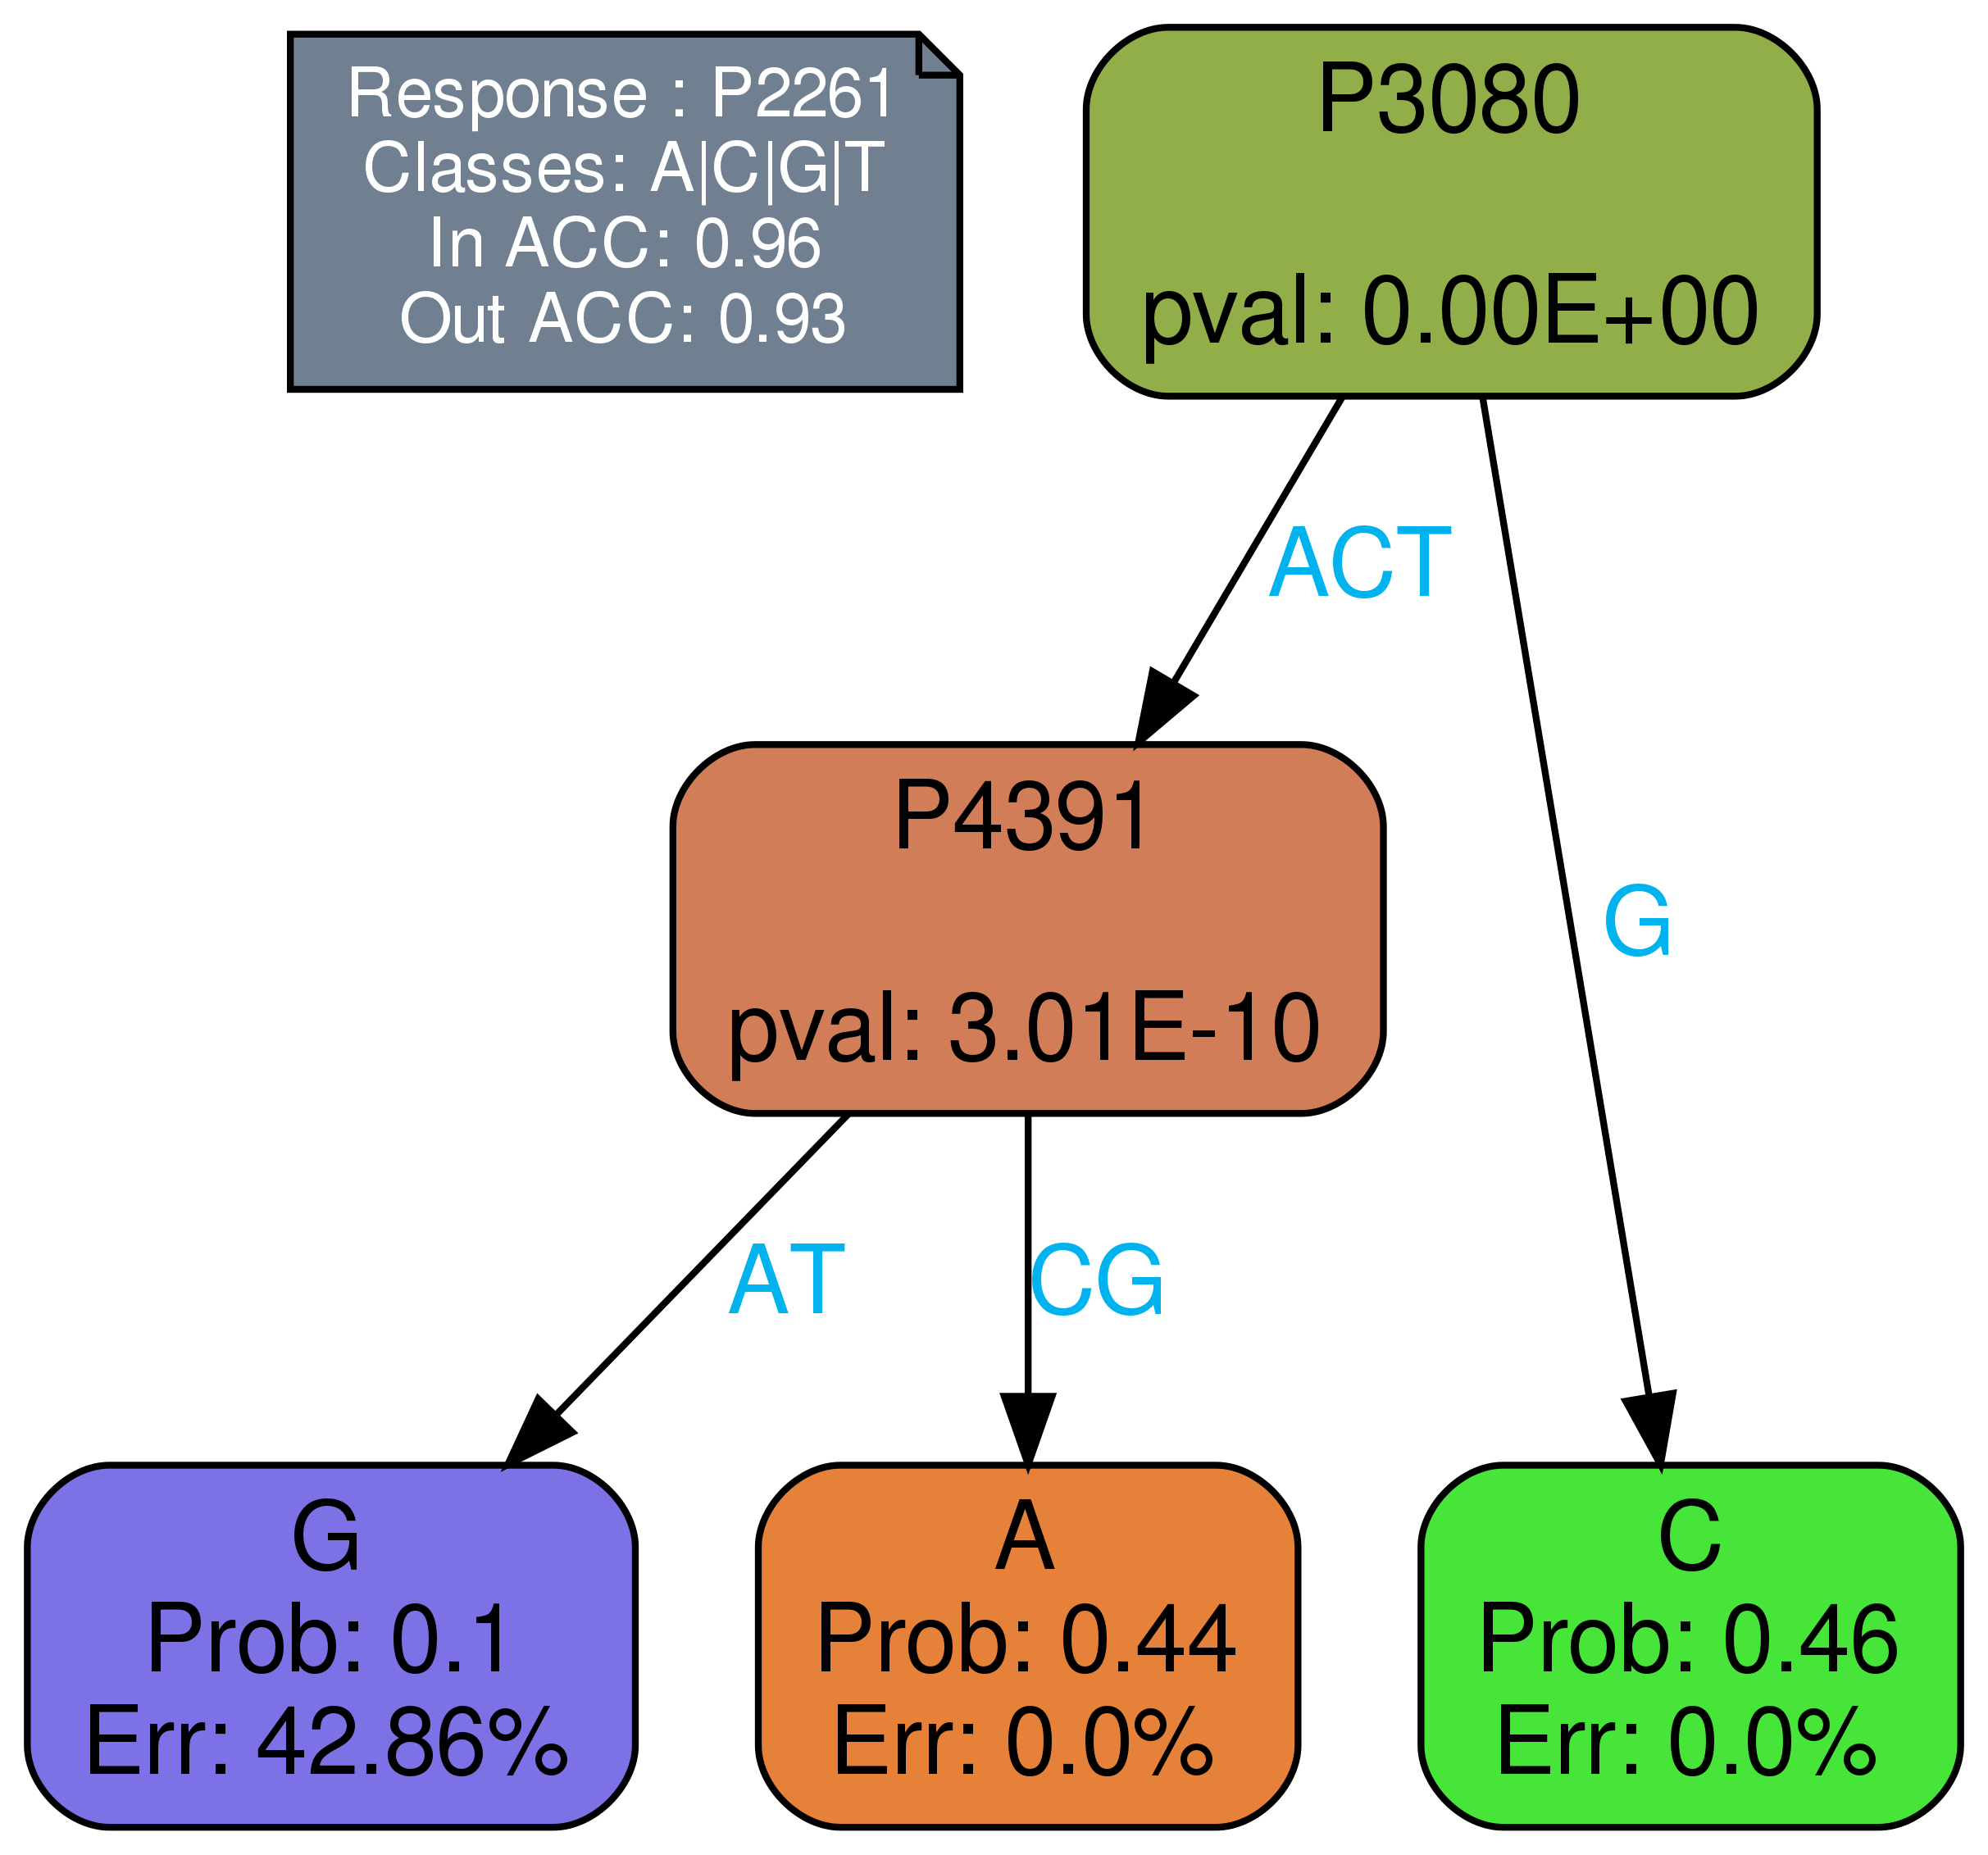 Response : P2261
Classes: A|C|G|T
In ACC: 0.96
Out ACC: 0.93
P3080
pval: 0.00E+00
ACT
G
P4391
pval: 3.01E-10
AT
CG
G
Prob: 0.1
Err: 42.86%
A
Prob: 0.44
Err: 0.0%
C
Prob: 0.46
Err: 0.0%